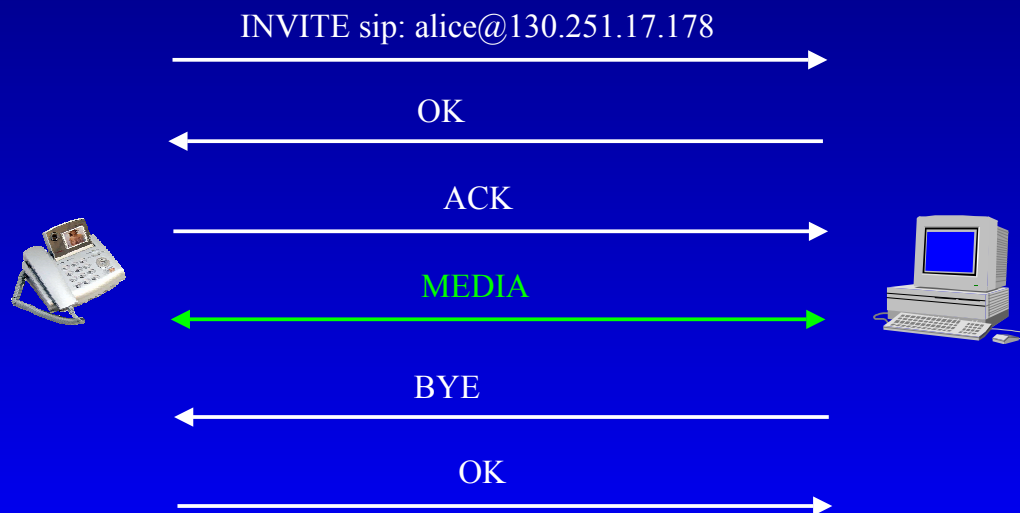 INVITE sip: alice@130.251.17.178
OK
ACK
MEDIA
BYE
OK